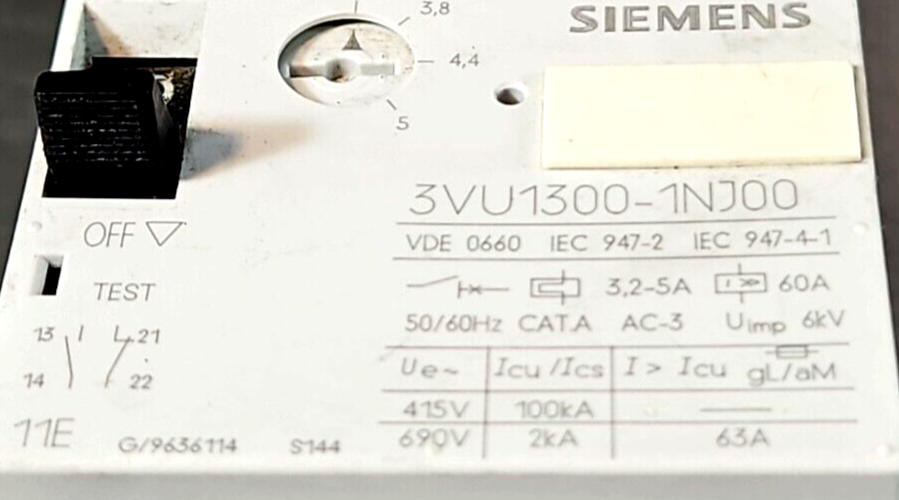 3,8
SIEMENS
4,4
5
3VU1300-1NJ00
OFF
VDE 0660 IEC 947-2 IEC 947-4-1
TEST
3,2-5A I >> 60A
50/60Hz CAT.A AC-3 Uimp 6kV
13 21
14 22
Ue~ Icu/Ics I > Icu gL/aM
415V 100kA —
690V 2kA 63A
11E
G/9636114 S144